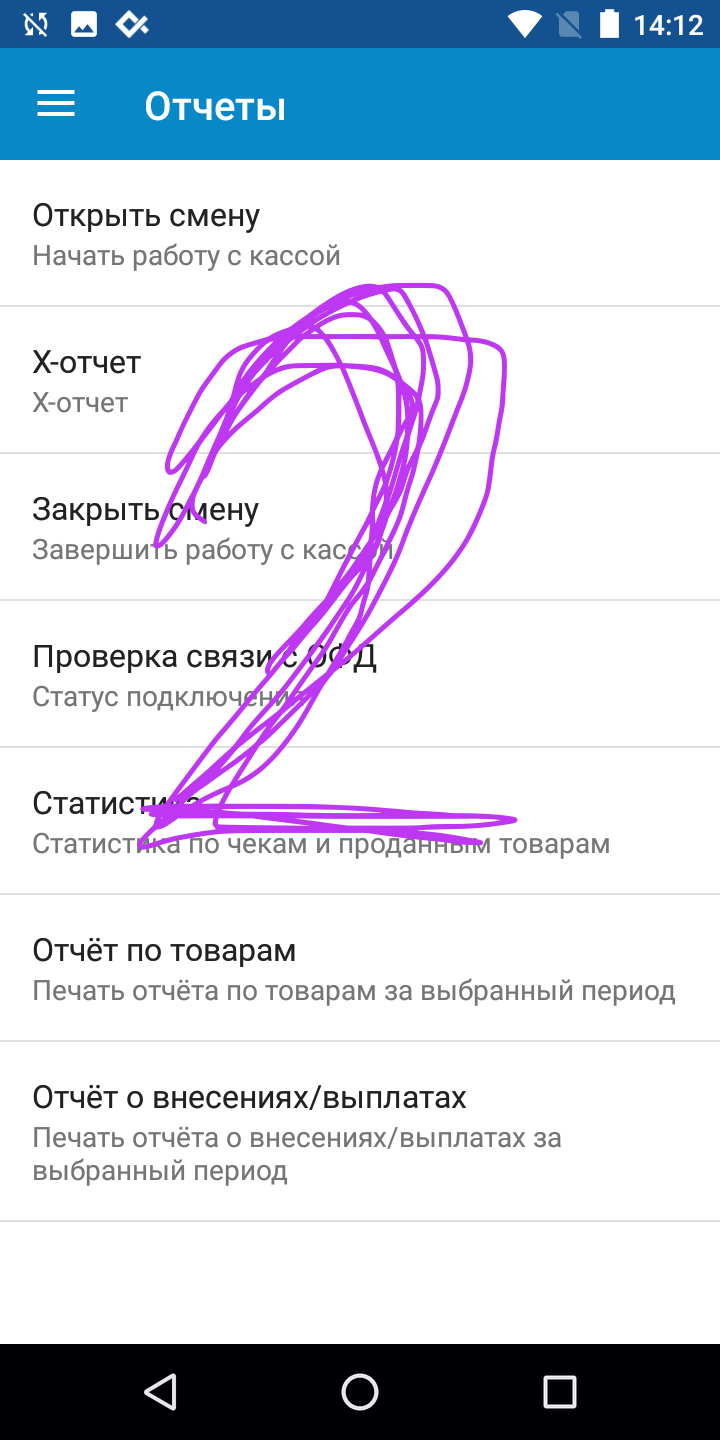 14:12
Отчеты
Открыть смену
Начать работу с кассой
X-отчет
X-отчет
Закрыть смену
Завершить работу с кассой
Проверка связи с ОФД
Статус подключения
Статистика
Статистика по чекам и проданным товарам
Отчёт по товарам
Печать отчёта по товарам за выбранный период
Отчёт о внесениях/выплатах
Печать отчёта о внесениях/выплатах за
выбранный период
2